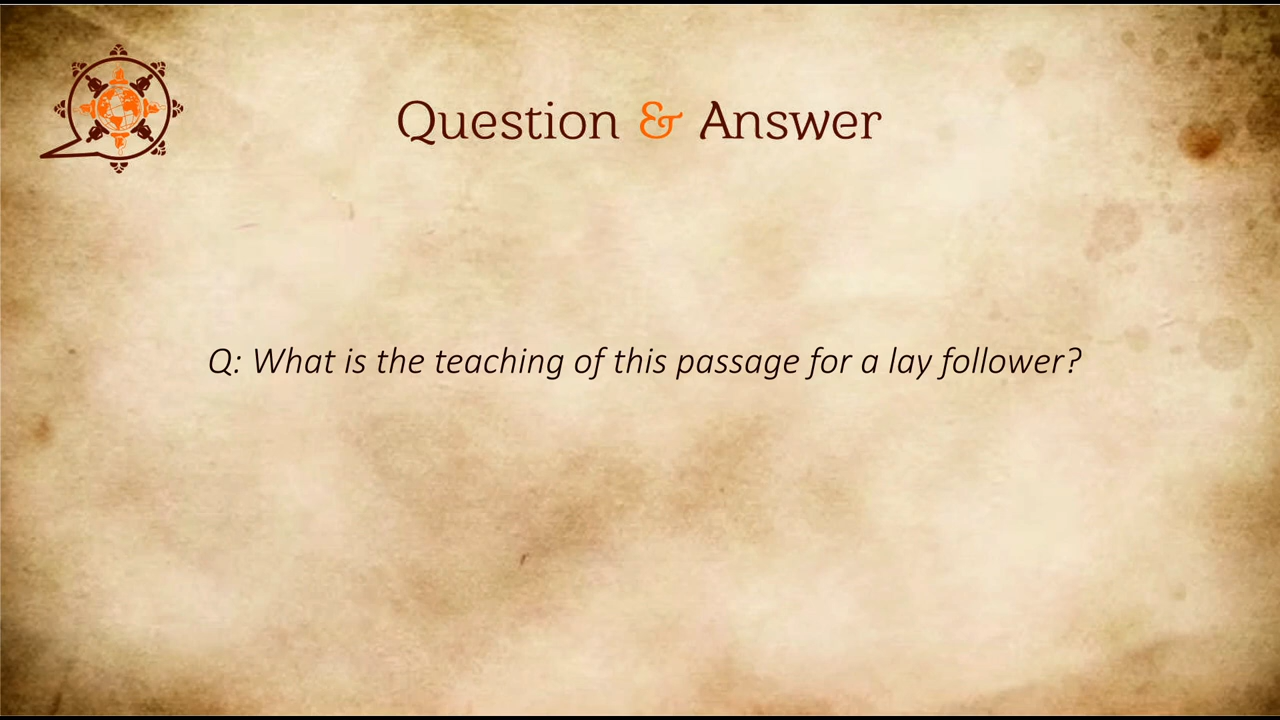 Question & Answer
Q: What is the teaching of this passage for a lay follower?